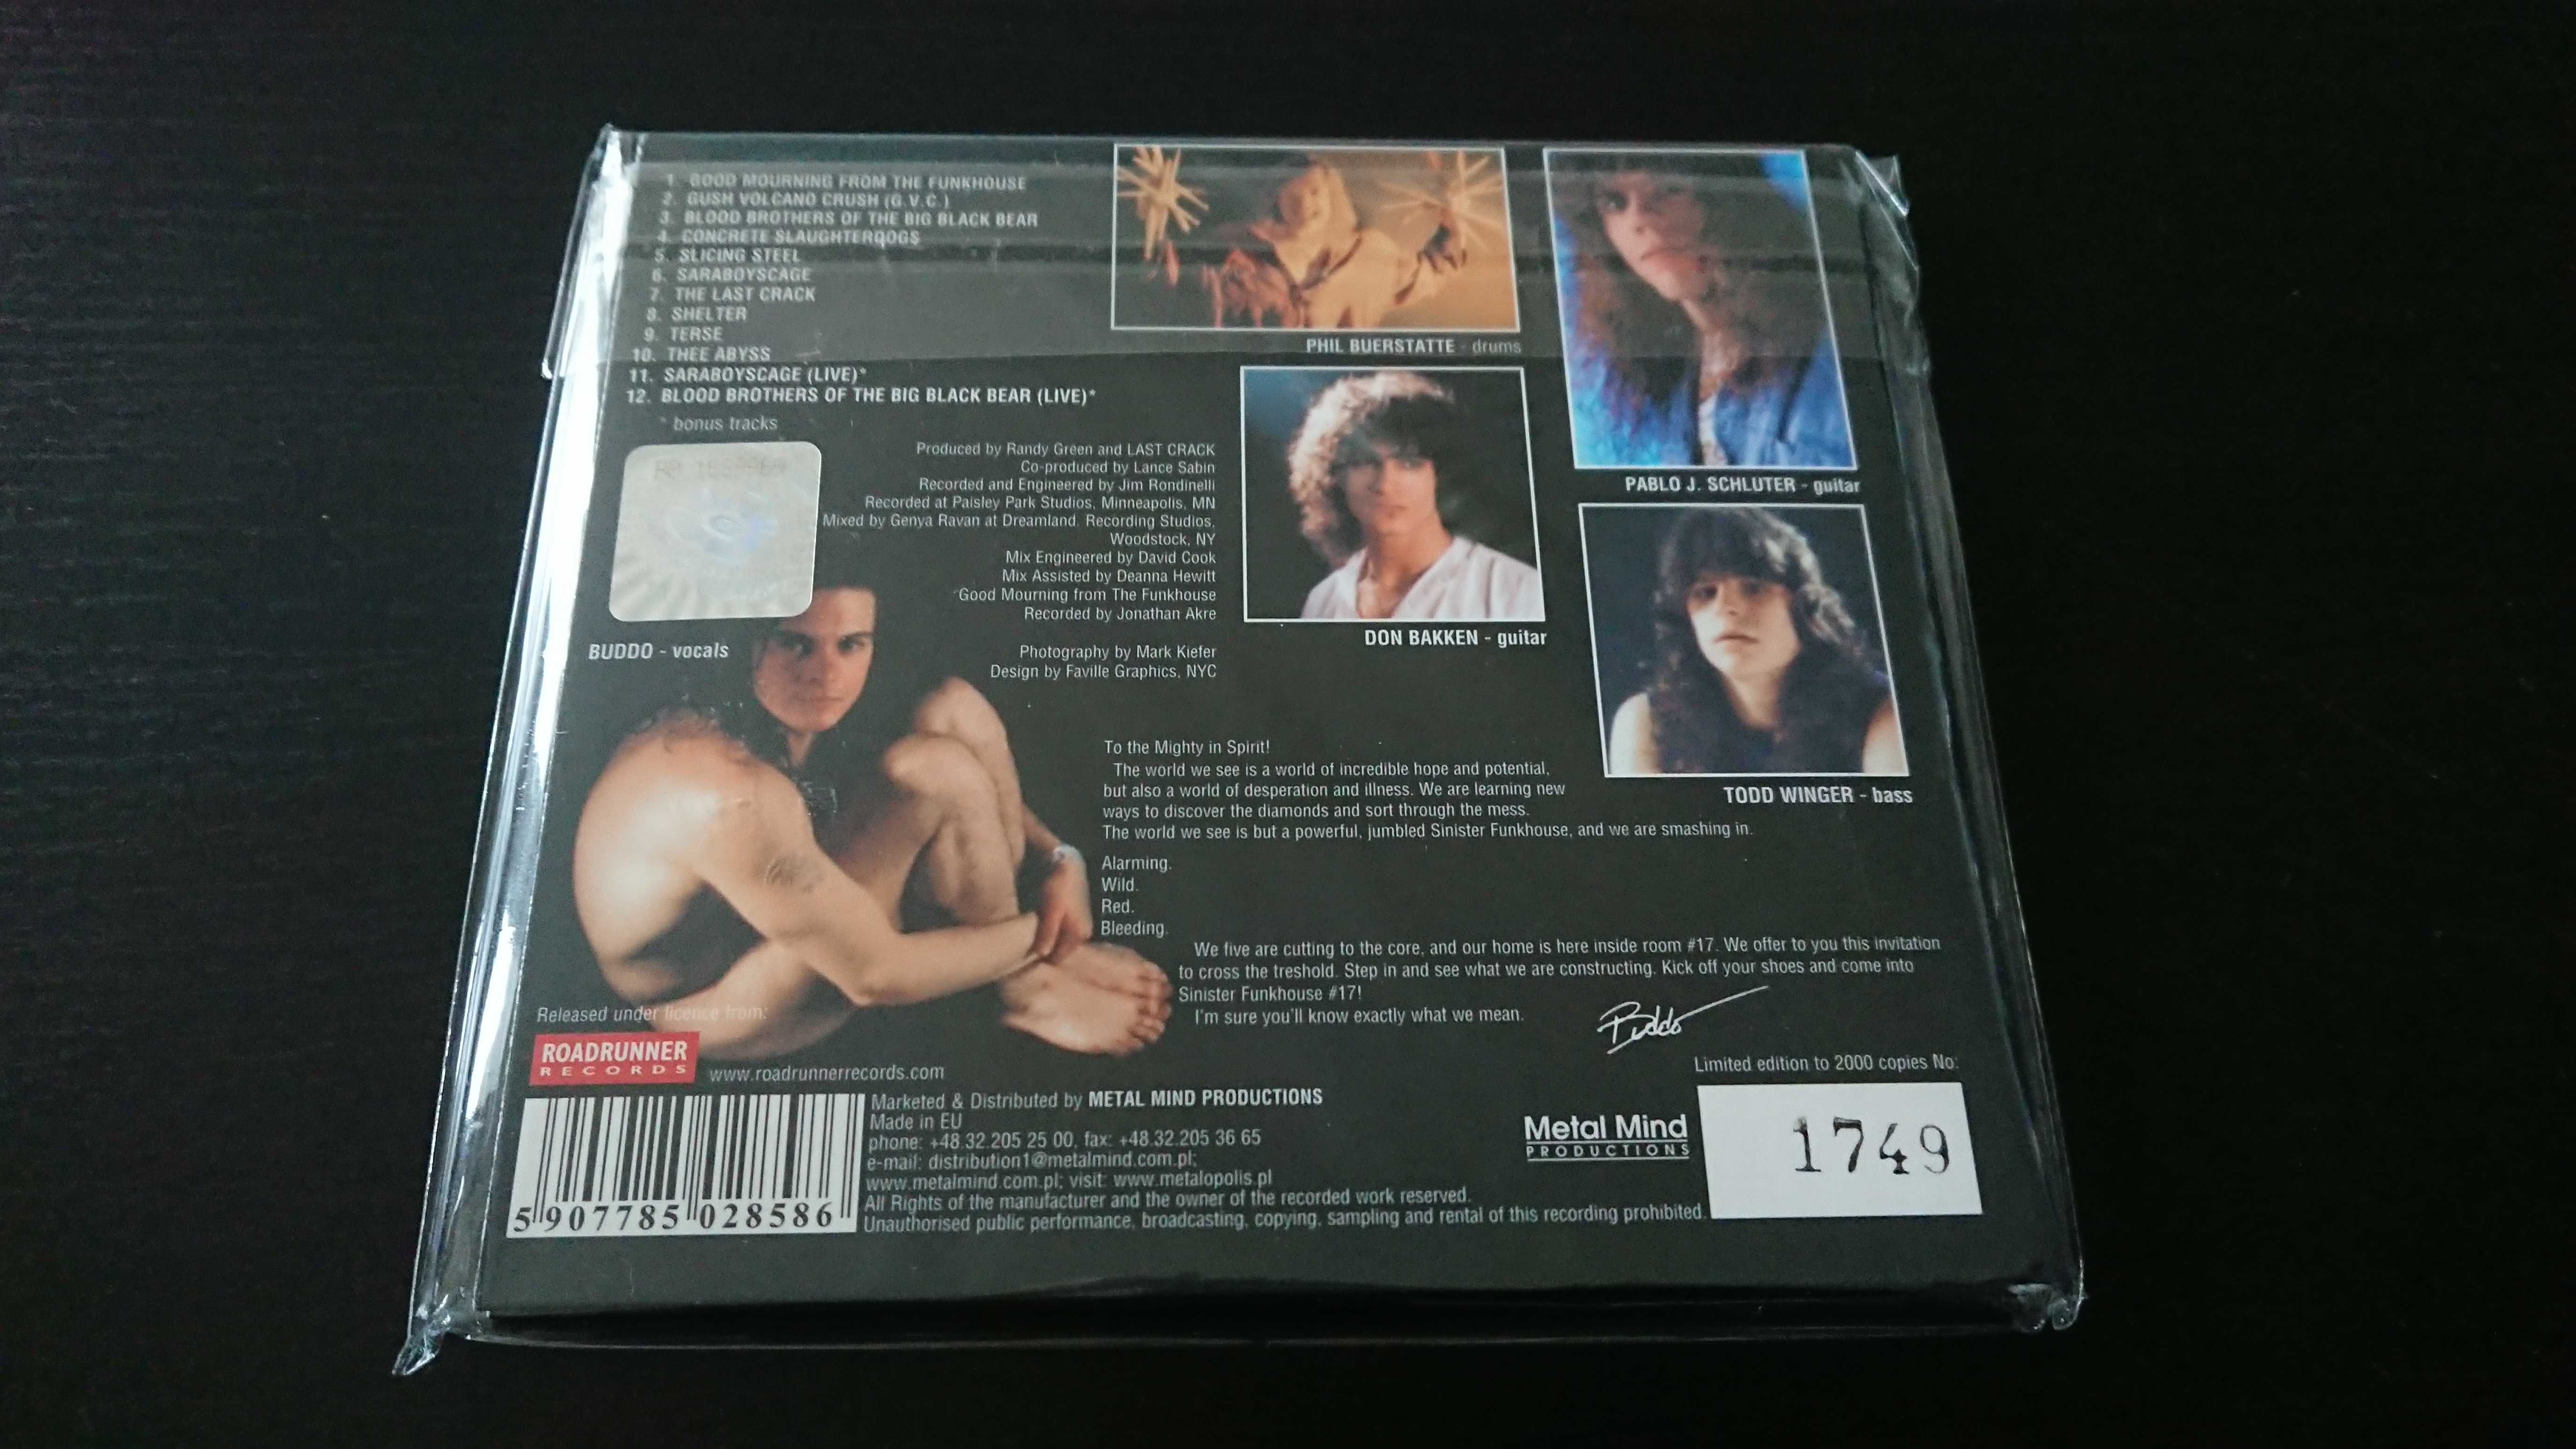 1. GOOD MOURNING FROM THE FUNKHOUSE
2. GUSH VOLCANO CRUSH (G.V.C.)
3. BLOOD BROTHERS OF THE BIG BLACK BEAR
4. CONCRETE SLAUGHTERDOGS
5. SLICING STEEL
6. SARABOYSCAGE
7. THE LAST CRACK
8. SHELTER
9. TERSE
10. THEE ABYSS
11. SARABOYSCAGE (LIVE)*
12. BLOOD BROTHERS OF THE BIG BLACK BEAR (LIVE)*
* bonus tracks
PHIL BUERSTATTE - drums
PABLO J. SCHLUTER - guitar
DON BAKKEN - guitar
TODD WINGER - bass
BUDDO - vocals
Produced by Randy Green and LAST CRACK
Co-produced by Lance Sabin
Recorded and Engineered by Jim Rondinelli
Recorded at Paisley Park Studios, Minneapolis, MN
Mixed by Genya Ravan at Dreamland, Recording Studios,
Woodstock, NY
Mix Engineered by David Cook
Mix Assisted by Deanna Hewitt
Good Mourning from The Funkhouse
Recorded by Jonathan Akre
Photography by Mark Kiefer
Design by Faville Graphics, NYC
To the Mighty in Spirit!
The world we see is a world of incredible hope and potential,
but also a world of desperation and illness. We are learning new
ways to discover the diamonds and sort through the mess.
The world we see is but a powerful, jumbled Sinister Funkhouse, and we are smashing in.
Alarming.
Wild.
Red.
Bleeding.
We five are cutting to the core, and our home is here inside room #17. We offer to you this invitation
to cross the treshold. Step in and see what we are constructing. Kick off your shoes and come into
Sinister Funkhouse #17!
I'm sure you'll know exactly what we mean.
Buddo
Released under licence from:
ROADRUNNER
RECORDS
www.roadrunnerrecords.com
Limited edition to 2000 copies No:
1749
Metal Mind
PRODUCTIONS
Marketed & Distributed by METAL MIND PRODUCTIONS
Made in EU
phone: +48.32.205 25 00, fax: +48.32.205 36 65
e-mail: distribution1@metalmind.com.pl;
www.metalmind.com.pl; visit: www.metalopolis.pl
All Rights of the manufacturer and the owner of the recorded work reserved.
Unauthorised public performance, broadcasting, copying, sampling and rental of this recording prohibited.
5 907785 028586